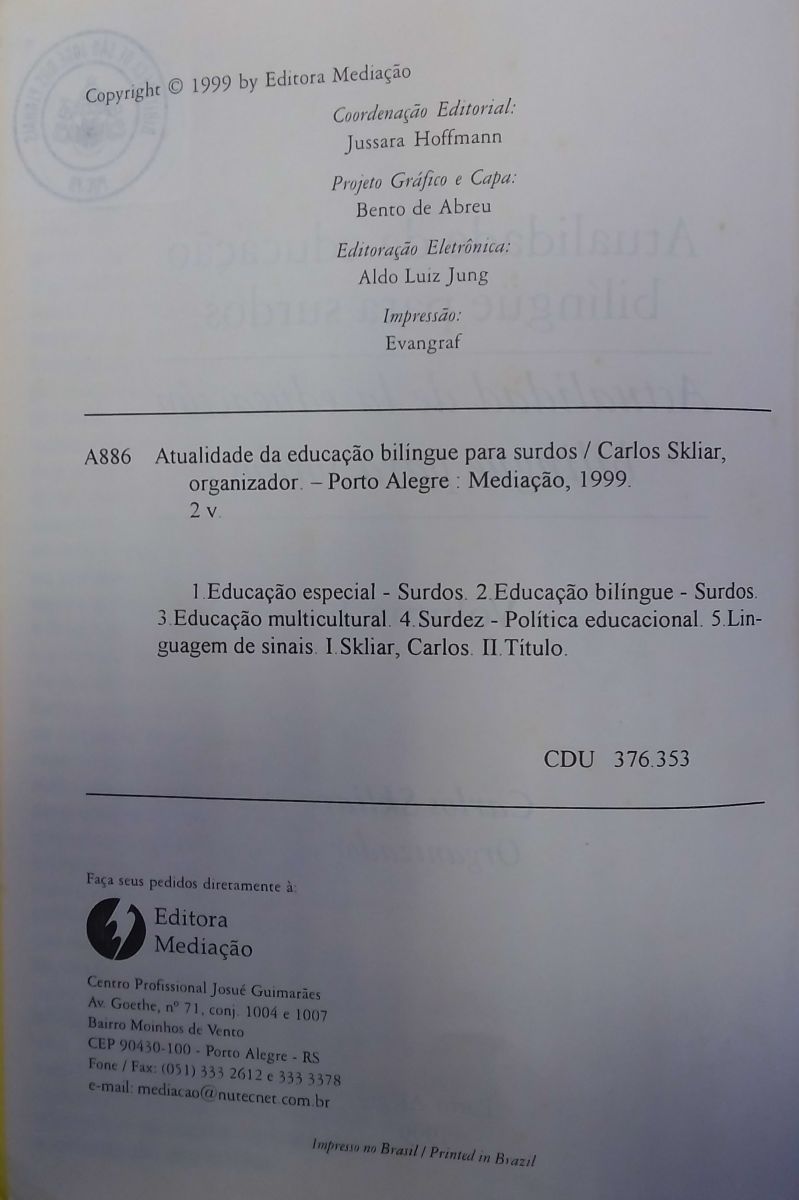 Copyright © 1999 by Editora Mediação
Coordenação Editorial:
Jussara Hoffmann
Projeto Gráfico e Capa:
Bento de Abreu
Editoração Eletrônica:
Aldo Luiz Jung
Impressão:
Evangraf
A886 Atualidade da educação bilíngue para surdos / Carlos Skliar,
organizador. – Porto Alegre : Mediação, 1999.
2 v.
1.Educação especial - Surdos. 2.Educação bilíngue - Surdos.
3.Educação multicultural. 4.Surdez - Política educacional. 5.Lin-
guagem de sinais. I.Skliar, Carlos. II.Título.
CDU 376.353
Faça seus pedidos diretamente à:
Editora
Mediação
Centro Profissional Josué Guimarães
Av. Goethe, nº 71, conj. 1004 e 1007
Bairro Moinhos de Vento
CEP 90430-100 - Porto Alegre - RS
Fone / Fax: (051) 333 2612 e 333 3378
e-mail: mediacao@nutecnet.com.br
Impresso no Brasil / Printed in Brazil